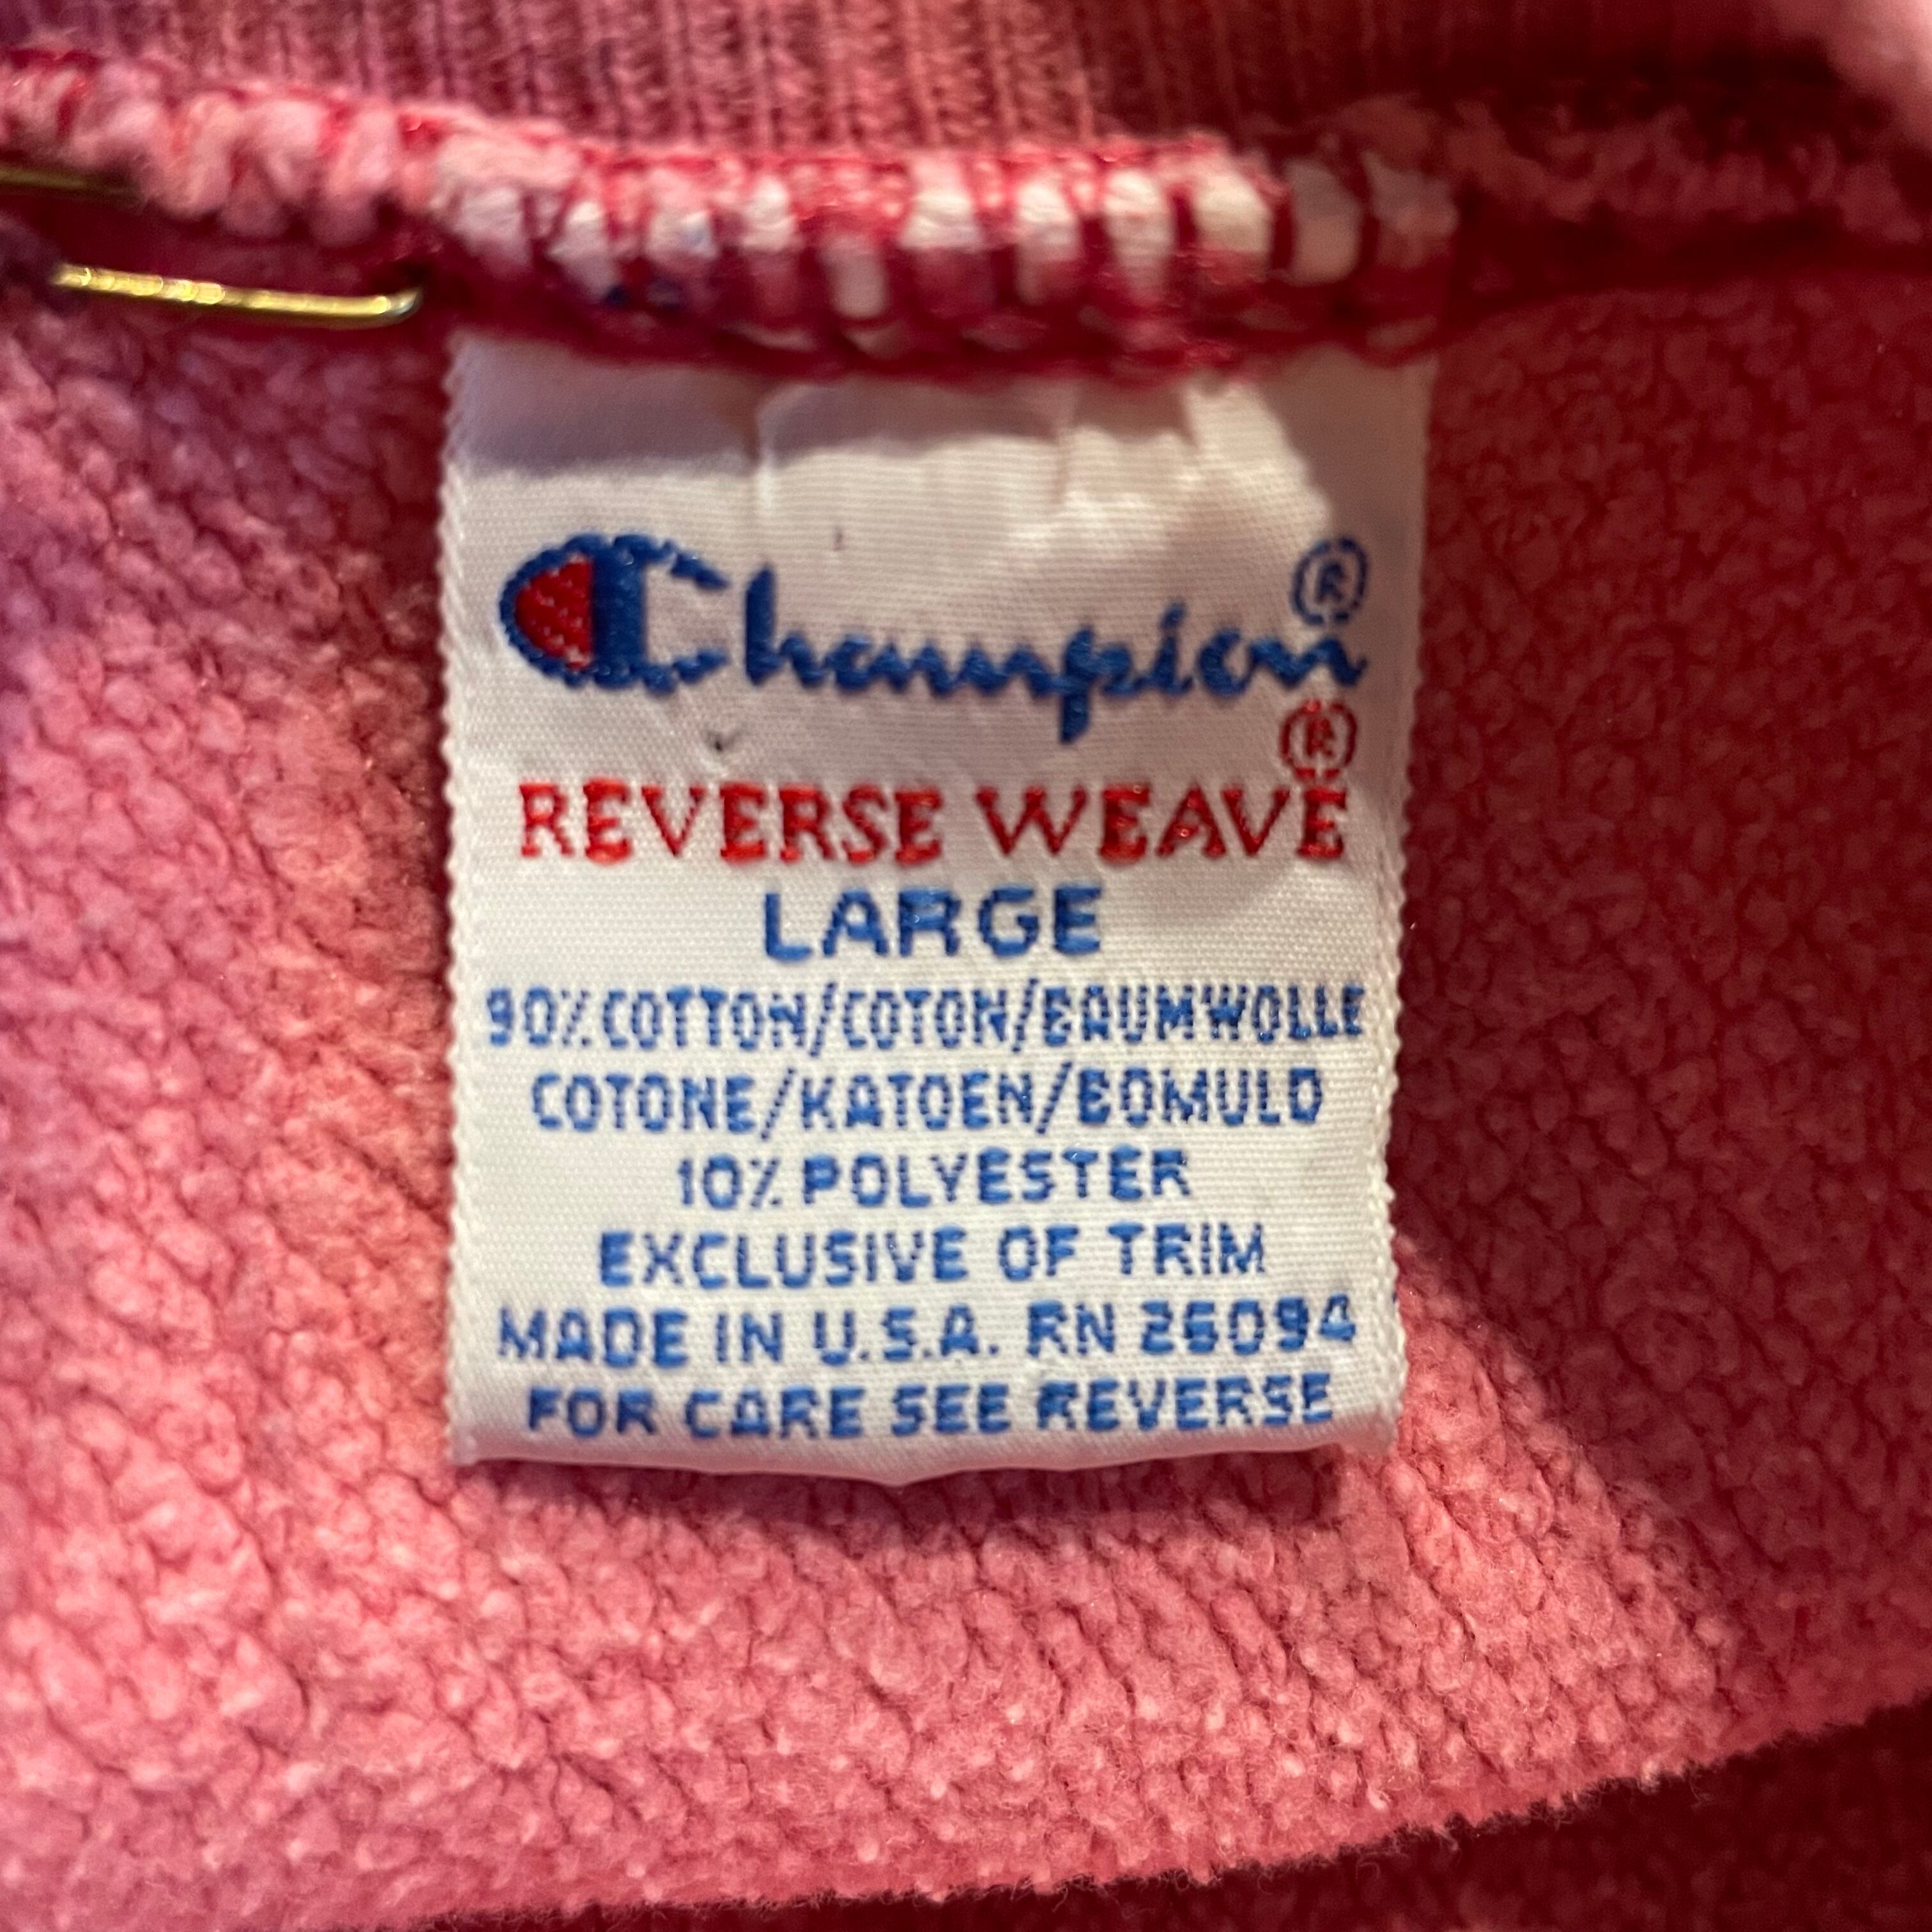 Champion®
REVERSE WEAVE®
LARGE
90% COTTON/COTON/BAUMWOLLE
COTONE/KATOEN/BOMULD
10% POLYESTER
EXCLUSIVE OF TRIM
MADE IN U.S.A. RN 26094
FOR CARE SEE REVERSE